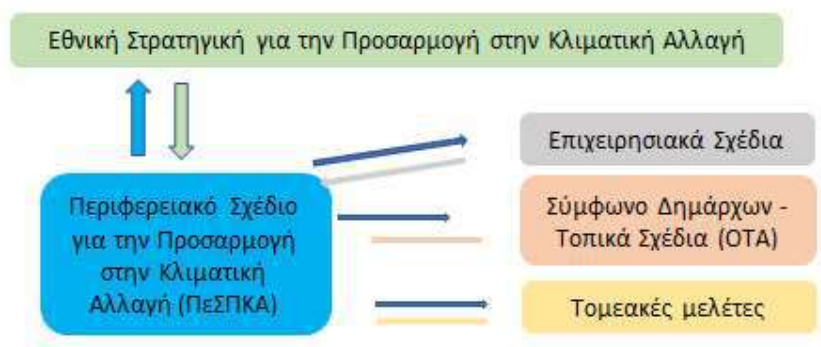 Εθνική Στρατηγική για την Προσαρμογή στην Κλιματική Αλλαγή
Περιφερειακό Σχέδιο
για την Προσαρμογή
στην Κλιματική
Αλλαγή (ΠεΣΠΚΑ)
Επιχειρησιακά Σχέδια
Σύμφωνο Δημάρχων -
Τοπικά Σχέδια (ΟΤΑ)
Τομεακές μελέτες